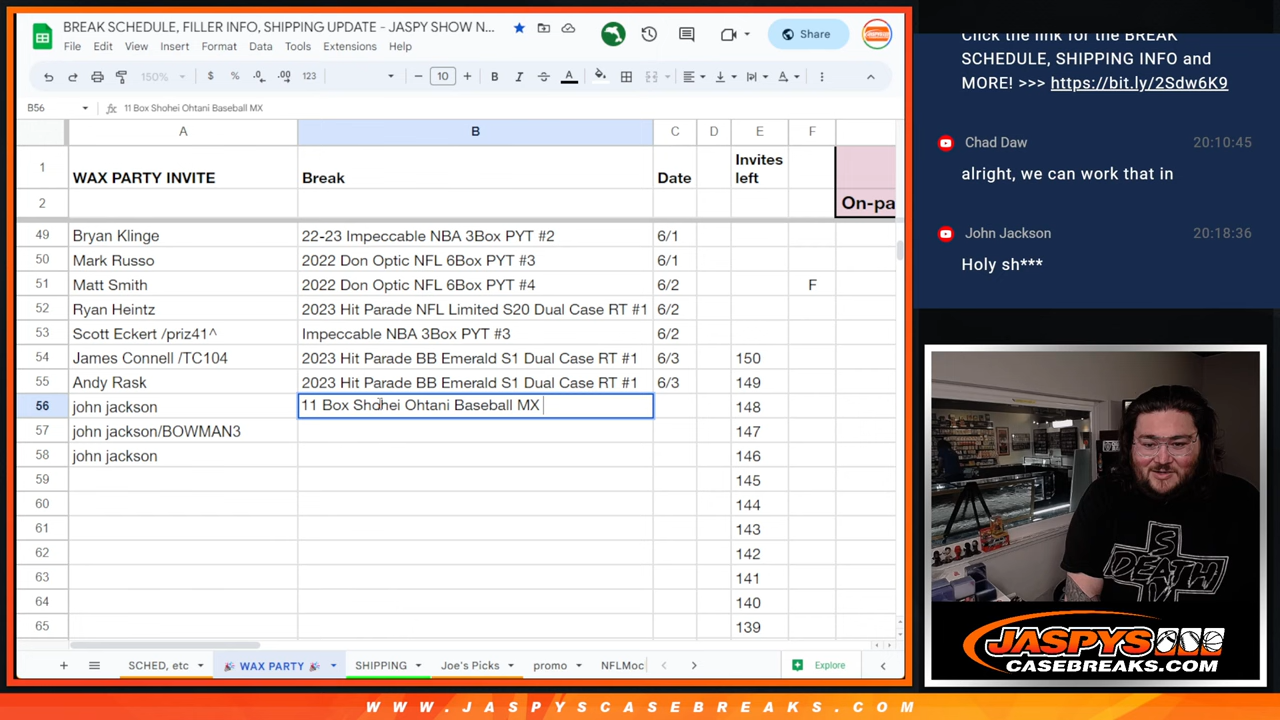 BREAK SCHEDULE, FILLER INFO, SHIPPING UPDATE - JASPY SHOW N...
File Edit View Insert Format Data Tools Extensions Help
Share
150% $ % .0 .00 123 10 B I A
B56 fx 11 Box Shohei Ohtani Baseball MX
A B C D E F
1 WAX PARTY INVITE Break Date Invites left
2 On-pa
49 Bryan Klinge 22-23 Impeccable NBA 3Box PYT #2 6/1
50 Mark Russo 2022 Don Optic NFL 6Box PYT #3 6/1
51 Matt Smith 2022 Don Optic NFL 6Box PYT #4 6/2 F
52 Ryan Heintz 2023 Hit Parade NFL Limited S20 Dual Case RT #1 6/2
53 Scott Eckert /priz41^ Impeccable NBA 3Box PYT #3 6/2
54 James Connell /TC104 2023 Hit Parade BB Emerald S1 Dual Case RT #1 6/3 150
55 Andy Rask 2023 Hit Parade BB Emerald S1 Dual Case RT #1 6/3 149
56 john jackson 11 Box Shohei Ohtani Baseball MX 148
57 john jackson/BOWMAN3 147
58 john jackson 146
59 145
60 144
61 143
62 142
63 141
64 140
65 139
SCHED, etc WAX PARTY SHIPPING Joe's Picks promo NFLMoc Explore
Click the link for the BREAK
SCHEDULE, SHIPPING INFO and
MORE! >>> https://bit.ly/2Sdw6K9
Chad Daw 20:10:45
alright, we can work that in
John Jackson 20:18:36
Holy sh***
DEATH
JASPYS
CASEBREAKS.COM
WWW.JASPYSCASEBREAKS.COM